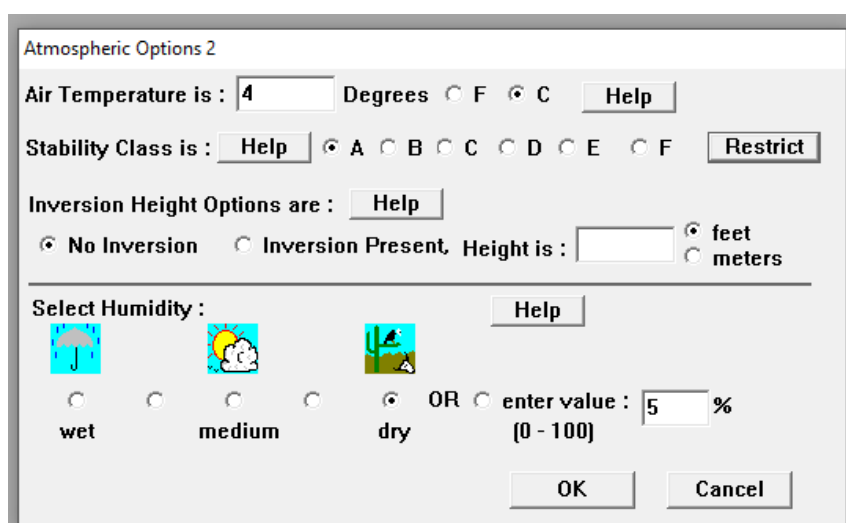 Atmospheric Options 2
Air Temperature is : 4 Degrees F C Help
Stability Class is : Help A B C D E F Restrict
Inversion Height Options are : Help
No Inversion Inversion Present, Height is : feet
meters
Select Humidity : Help
OR enter value : 5 %
wet medium dry (0 - 100)
OK Cancel